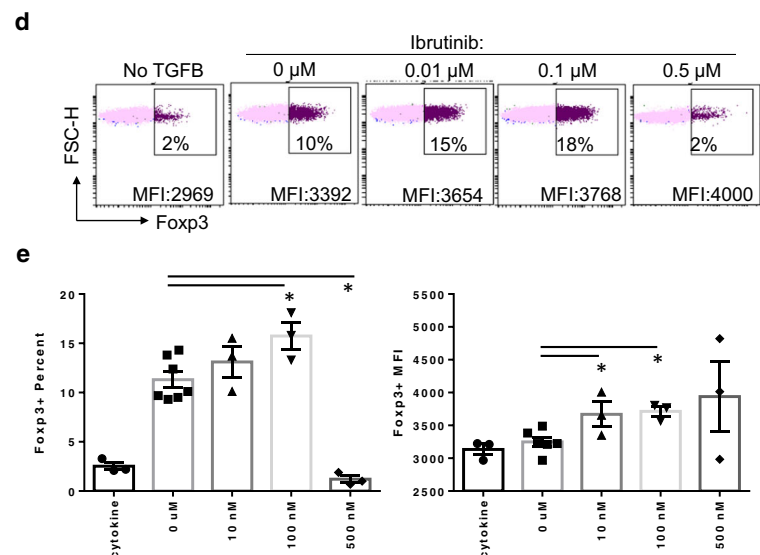 d
Ibrutinib:
No TGFB 0 µM 0.01 µM 0.1 µM 0.5 µM
FSC-H
2% 10% 15% 18% 2%
MFI:2969 MFI:3392 MFI:3654 MFI:3768 MFI:4000
Foxp3
e
Foxp3+ Percent
20
15
10
5
0
* *
cytokine 0 uM 10 nM 100 nM 500 nM
Foxp3+ MFI
5500
5000
4500
4000
3500
3000
2500
* *
cytokine 0 uM 10 nM 100 nM 500 nM